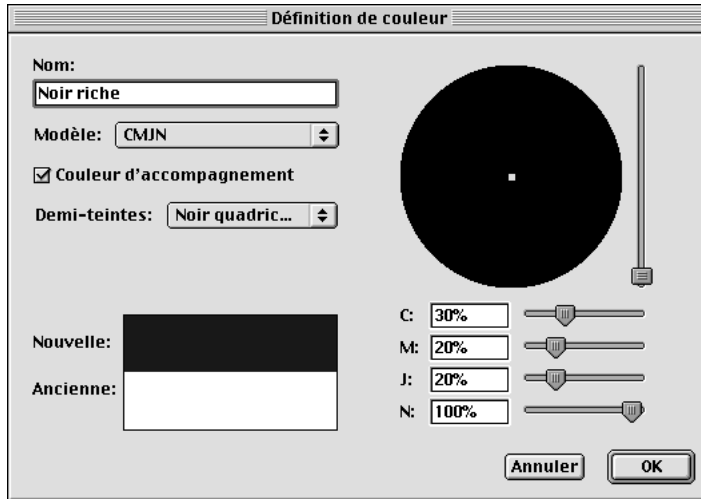 Définition de couleur
Nom:
Noir riche
Modèle: CMJN
Couleur d'accompagnement
Demi-teintes: Noir quadric...
Nouvelle:
Ancienne:
C: 30%
M: 20%
J: 20%
N: 100%
Annuler OK